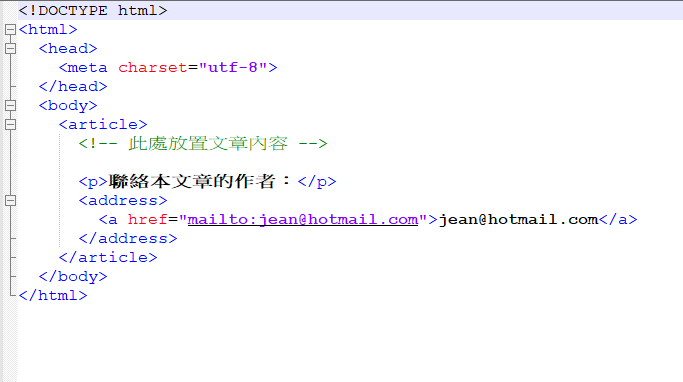 <!DOCTYPE html>
<html>
<head>
<meta charset="utf-8">
</head>
<body>
<article>
<!-- 此處放置文章內容 -->
<p>聯絡本文章的作者：</p>
<address>
<a href="mailto:jean@hotmail.com">jean@hotmail.com</a>
</address>
</article>
</body>
</html>